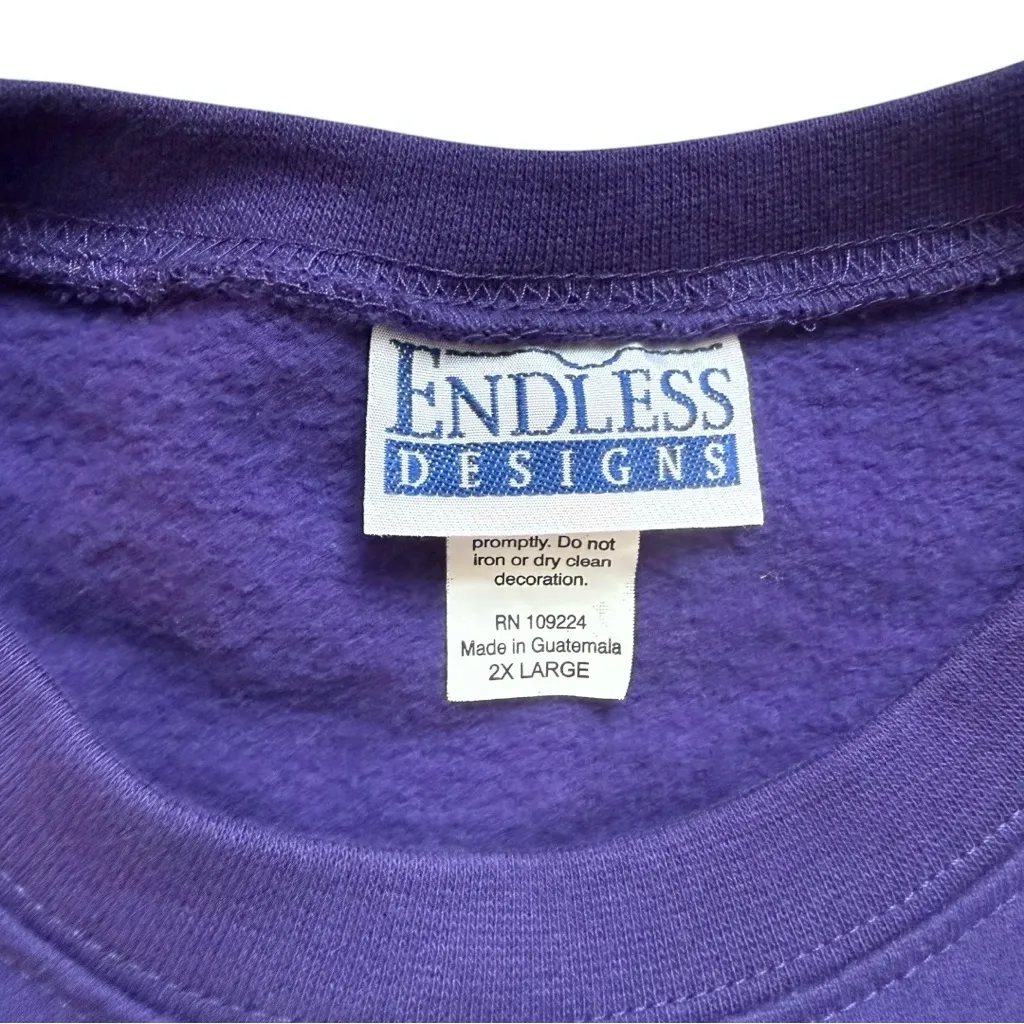 ENDLESS
DESIGNS
promptly. Do not
iron or dry clean
decoration.
RN 109224
Made in Guatemala
2X LARGE